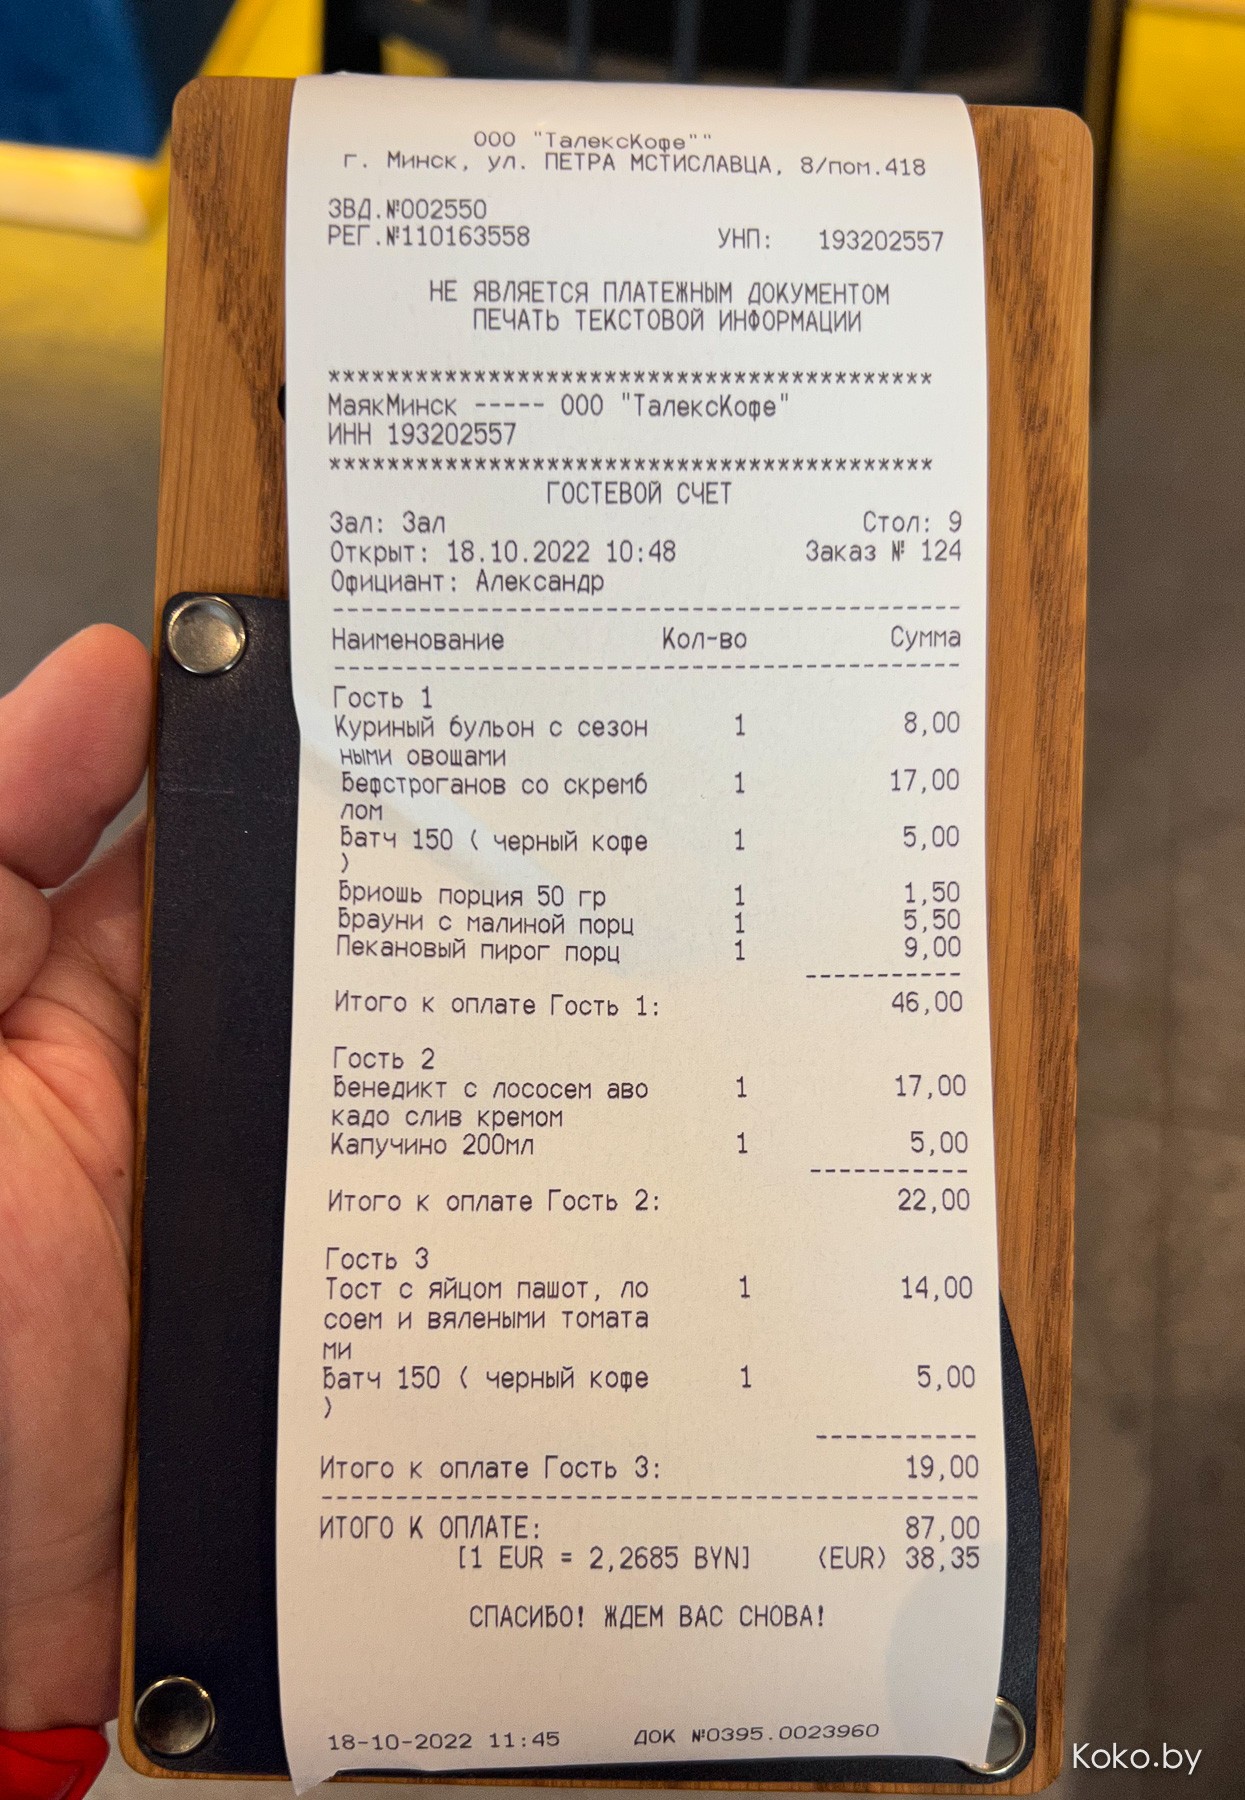 ООО "ТалексКофе""
г. Минск, ул. ПЕТРА МСТИСЛАВЦА, 8/пом.418
ЗВД.№002550
РЕГ.№110163558 УНП: 193202557
НЕ ЯВЛЯЕТСЯ ПЛАТЕЖНЫМ ДОКУМЕНТОМ
ПЕЧАТЬ ТЕКСТОВОЙ ИНФОРМАЦИИ
******************************************
МаякМинск ----- ООО "ТалексКофе"
ИНН 193202557
******************************************
ГОСТЕВОЙ СЧЕТ
Зал: Зал Стол: 9
Открыт: 18.10.2022 10:48 Заказ № 124
Официант: Александр
Наименование Кол-во Сумма
Гость 1
Куриный бульон с сезон 1 8,00
ными овощами
Бефстроганов со скремб 1 17,00
лом
Батч 150 ( черный кофе 1 5,00
)
Бриошь порция 50 гр 1 1,50
Брауни с малиной порц 1 5,50
Пекановый пирог порц 1 9,00
Итого к оплате Гость 1: 46,00
Гость 2
Бенедикт с лососем аво 1 17,00
кадо слив кремом
Капучино 200мл 1 5,00
Итого к оплате Гость 2: 22,00
Гость 3
Тост с яйцом пашот, ло 1 14,00
соем и вялеными томата
ми
Батч 150 ( черный кофе 1 5,00
)
Итого к оплате Гость 3: 19,00
ИТОГО К ОПЛАТЕ: 87,00
[1 EUR = 2,2685 BYN] (EUR) 38,35
СПАСИБО! ЖДЕМ ВАС СНОВА!
18-10-2022 11:45 ДОК №0395.0023960
Koko.by